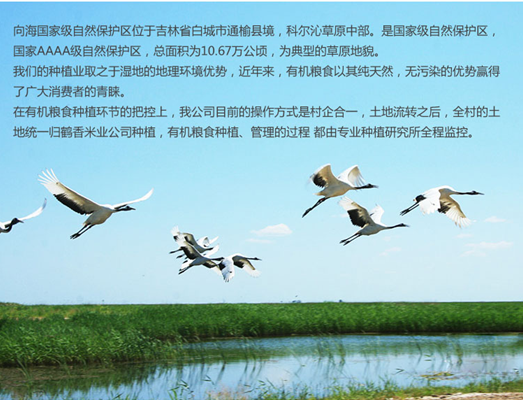 向海国家级自然保护区位于吉林省白城市通榆县境，科尔沁草原中部。是国家级自然保护区，
国家AAAA级自然保护区，总面积为10.67万公顷，为典型的草原地貌。
我们的种植业取之于湿地的地理环境优势，近年来，有机粮食以其纯天然，无污染的优势赢得
了广大消费者的青睐。
在有机粮食种植环节的把控上，我公司目前的操作方式是村企合一，土地流转之后，全村的土
地统一归鹤香米业公司种植，有机粮食种植、管理的过程 都由专业种植研究所全程监控。